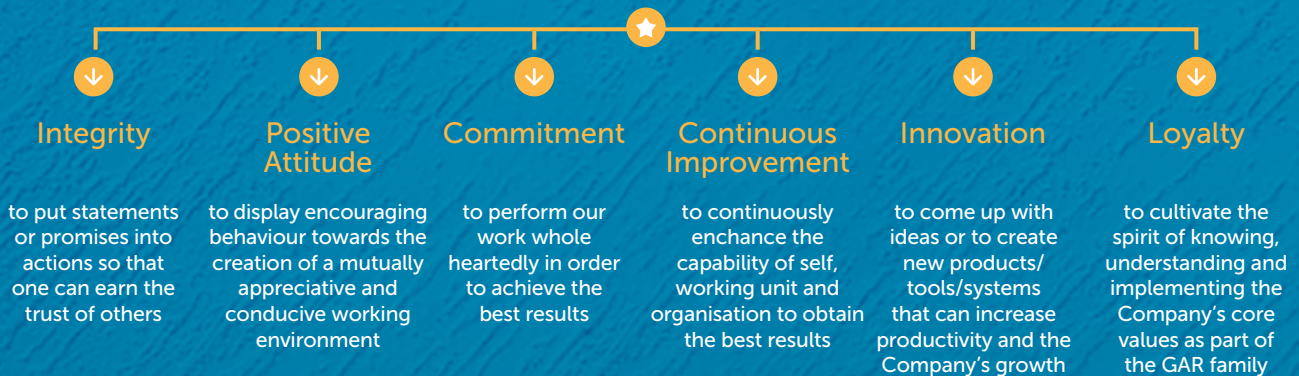 Integrity
to put statements
or promises into
actions so that
one can earn the
trust of others
Positive
Attitude
to display encouraging
behaviour towards the
creation of a mutually
appreciative and
conducive working
environment
Commitment
to perform our
work whole
heartedly in order
to achieve the
best results
Continuous
Improvement
to continuously
enchance the
capability of self,
working unit and
organisation to obtain
the best results
Innovation
to come up with
ideas or to create
new products/
tools/systems
that can increase
productivity and the
Company's growth
Loyalty
to cultivate the
spirit of knowing,
understanding and
implementing the
Company's core
values as part of
the GAR family